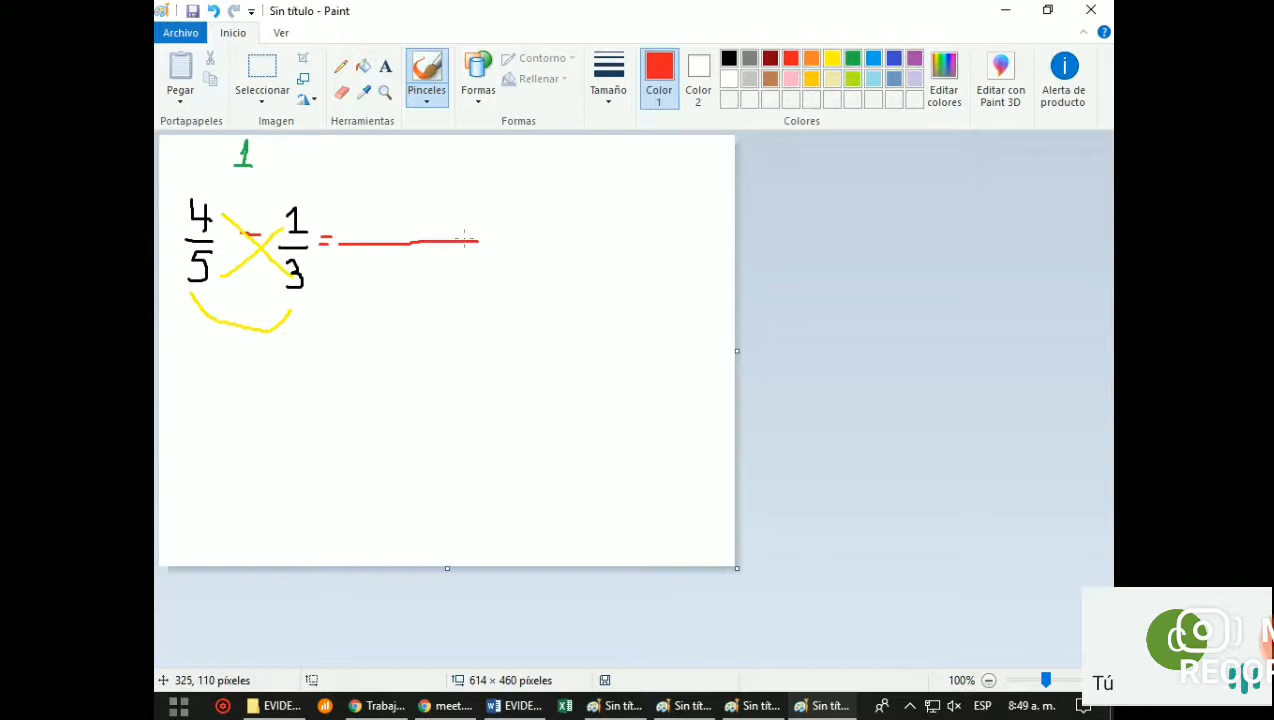 Sin título - Paint
Archivo Inicio Ver
Pegar Seleccionar A Pinceles Formas Contorno Rellenar Tamaño Color 1 Color 2 Editar colores Editar con Paint 3D Alerta de producto
Portapapeles Imagen Herramientas Formas Colores
1
4/5 - 1/3 =
Tú
325, 110 píxeles 614 × 460 píxeles 100%
EVIDE... Trabaj... meet.... EVIDE... Sin tít... Sin tít... Sin tít... Sin tít... ESP 8:49 a. m.